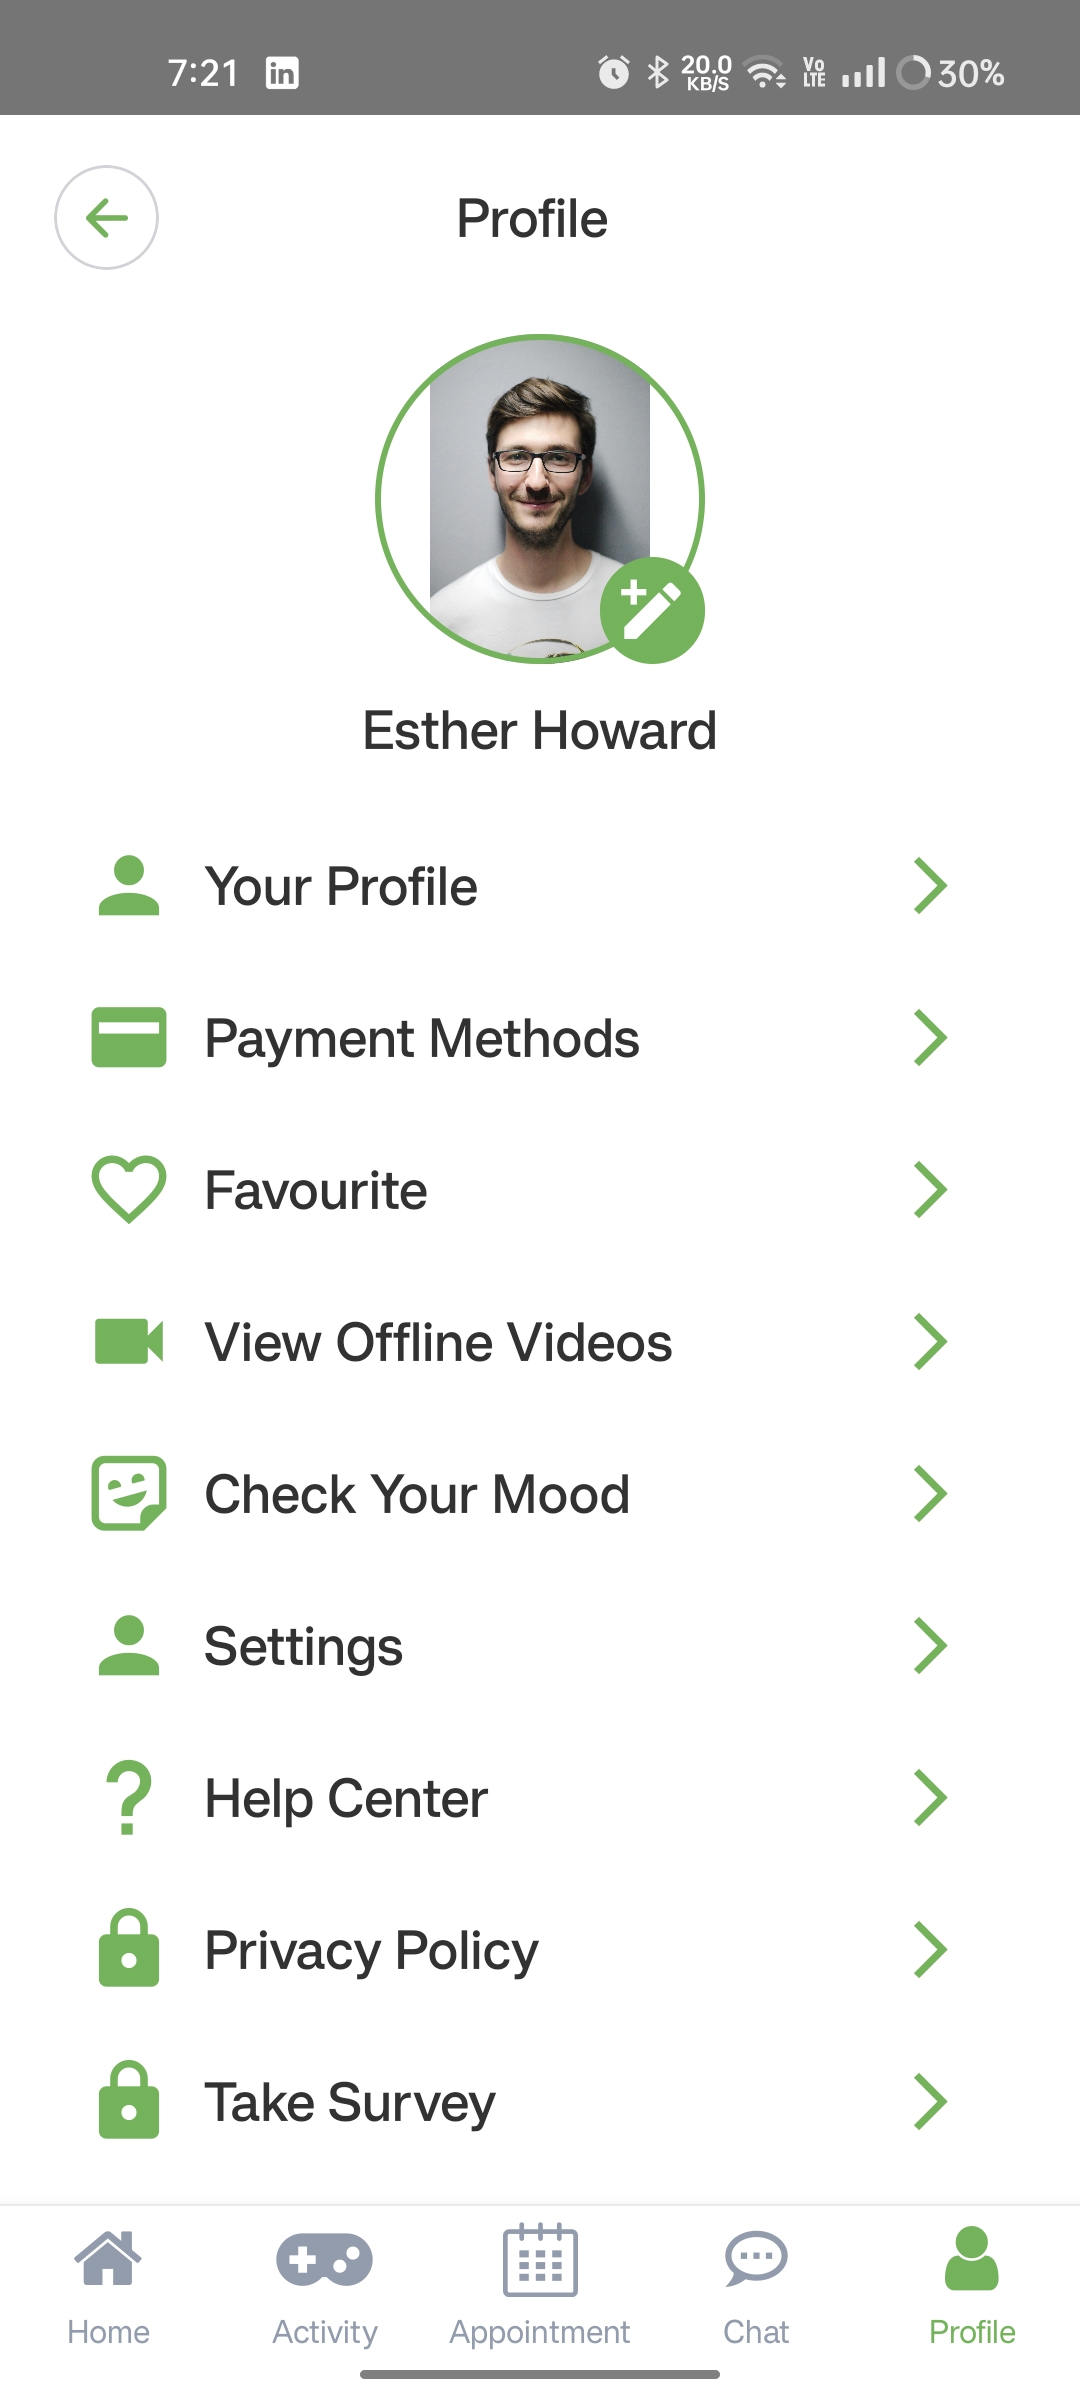 7:21
20.0
KB/S
Vo
LTE
30%
Profile
Esther Howard
Your Profile
Payment Methods
Favourite
View Offline Videos
Check Your Mood
Settings
Help Center
Privacy Policy
Take Survey
Home
Activity
Appointment
Chat
Profile